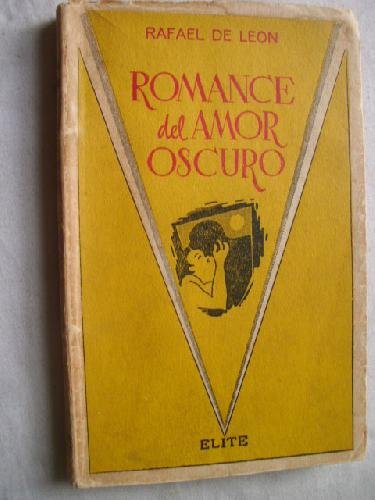 RAFAEL DE LEON
ROMANCE
del AMOR
OSCURO
ELITE